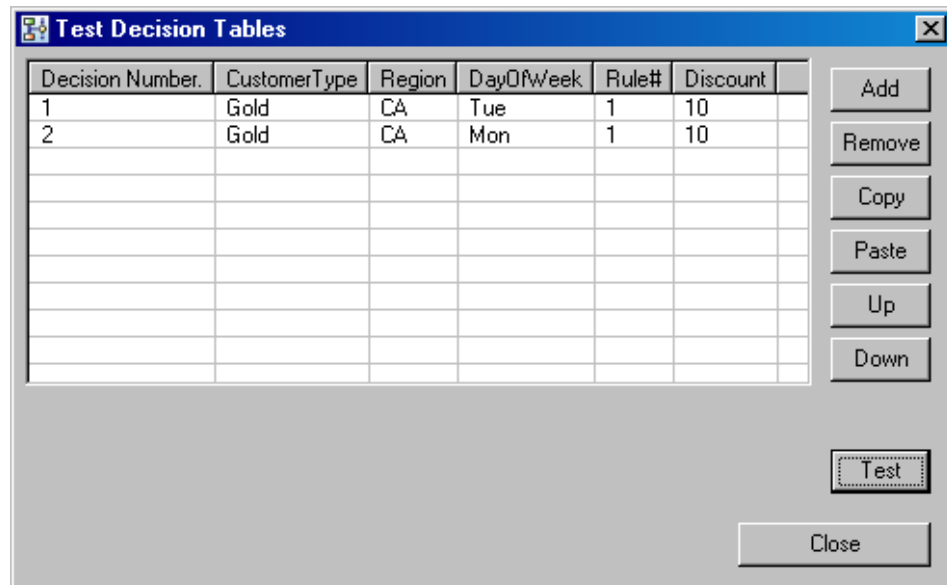 Test Decision Tables
Decision Number. CustomerType Region DayOfWeek Rule# Discount
1 Gold CA Tue 1 10
2 Gold CA Mon 1 10
Add
Remove
Copy
Paste
Up
Down
Test
Close